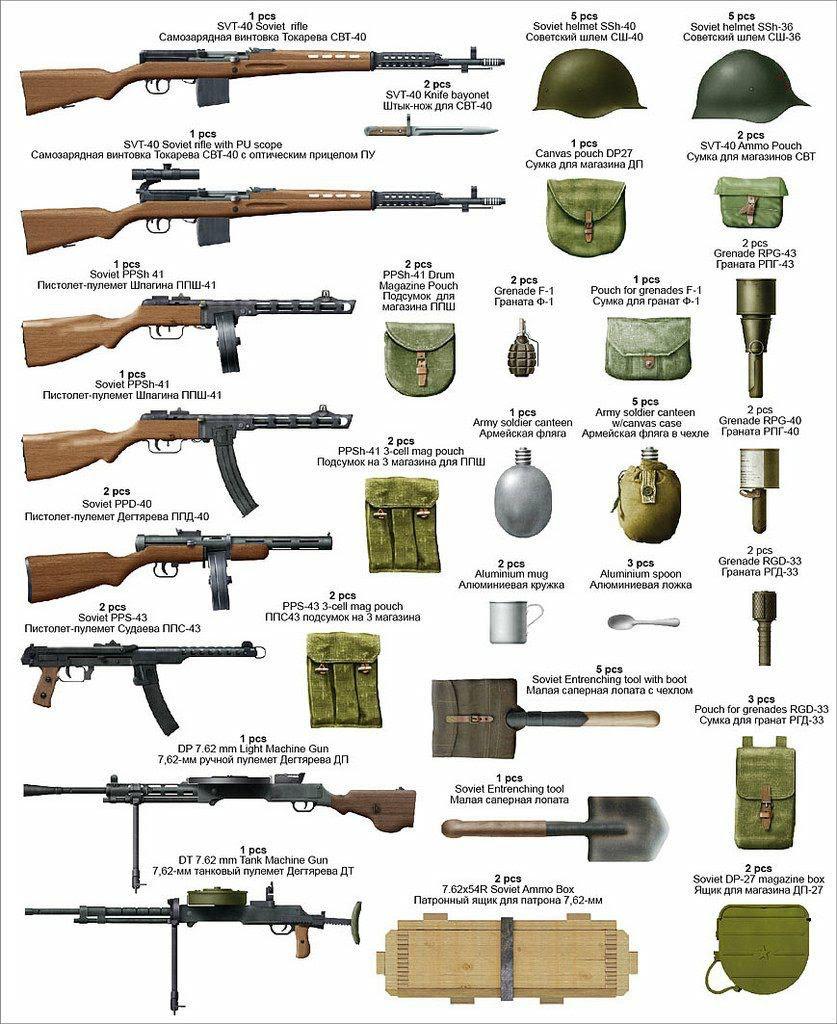 1 pcs
SVT-40 Soviet rifle
Самозарядная винтовка Токарева СВТ-40
5 pcs
Soviet helmet SSh-40
Советский шлем СШ-40
5 pcs
Soviet helmet SSh-36
Советский шлем СШ-36
2 pcs
SVT-40 Knife bayonet
Штык-нож для СВТ-40
1 pcs
SVT-40 Soviet rifle with PU scope
Самозарядная винтовка Токарева СВТ-40 с оптическим прицелом ПУ
1 pcs
Canvas pouch DP27
Сумка для магазина ДП
2 pcs
SVT-40 Ammo Pouch
Сумка для магазинов СВТ
1 pcs
Soviet PPSh 41
Пистолет-пулемет Шпагина ППШ-41
2 pcs
PPSh-41 Drum
Magazine Pouch
Подсумок для
магазина ППШ
2 pcs
Grenade F-1
Граната Ф-1
1 pcs
Pouch for grenades F-1
Сумка для гранат Ф-1
2 pcs
Grenade RPG-43
Граната РПГ-43
1 pcs
Soviet PPSh-41
Пистолет-пулемет Шпагина ППШ-41
2 pcs
PPSh-41 3-cell mag pouch
Подсумок на 3 магазина для ППШ
1 pcs
Army soldier canteen
Армейская фляга
5 pcs
Army soldier canteen
w/canvas case
Армейская фляга в чехле
2 pcs
Grenade RPG-40
Граната РПГ-40
2 pcs
Soviet PPD-40
Пистолет-пулемет Дегтярева ППД-40
2 pcs
Aluminium mug
Алюминиевая кружка
3 pcs
Aluminium spoon
Алюминиевая ложка
2 pcs
Grenade RGD-33
Граната РГД-33
2 pcs
Soviet PPS-43
Пистолет-пулемет Судаева ППС-43
2 pcs
PPS-43 3-cell mag pouch
ППС43 подсумок на 3 магазина
5 pcs
Soviet Entrenching tool with boot
Малая саперная лопата с чехлом
3 pcs
Pouch for grenades RGD-33
Сумка для гранат РГД-33
1 pcs
DP 7.62 mm Light Machine Gun
7,62-мм ручной пулемет Дегтярева ДП
1 pcs
Soviet Entrenching tool
Малая саперная лопата
1 pcs
DT 7.62 mm Tank Machine Gun
7,62-мм танковый пулемет Дегтярева ДТ
2 pcs
7.62x54R Soviet Ammo Box
Патронный ящик для патрона 7,62-мм
2 pcs
Soviet DP-27 magazine box
Ящик для магазина ДП-27